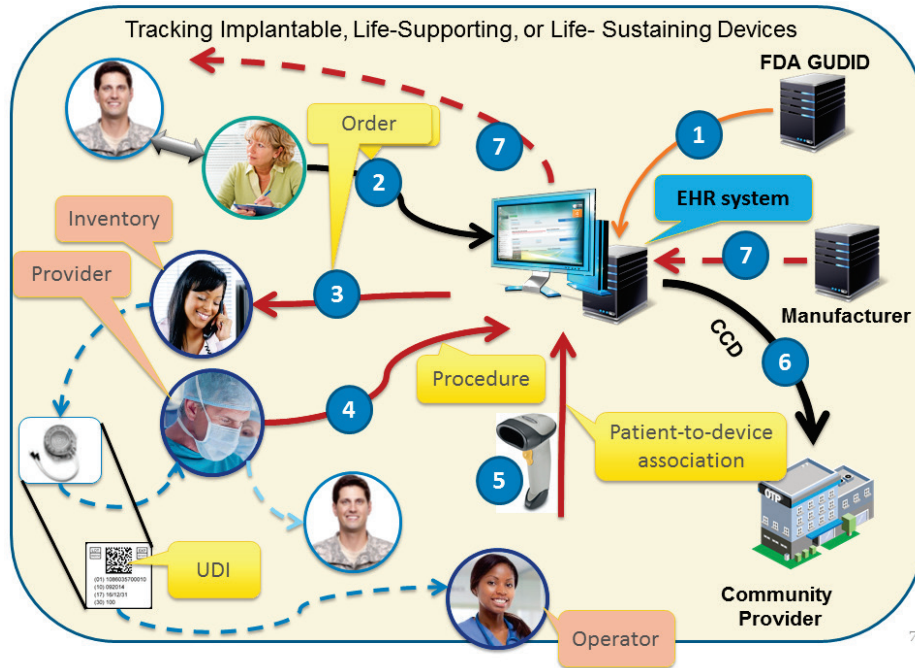 Tracking Implantable, Life-Supporting, or Life- Sustaining Devices
FDA GUDID
1
Order
7
2
EHR system
Inventory
Provider
3
7
Manufacturer
CCD
6
Procedure
4
Patient-to-device
association
5
OTP
UDI
(01) 1086035700010
(10) 092014
(17) 16/12/31
(30) 100
Community
Provider
Operator
7